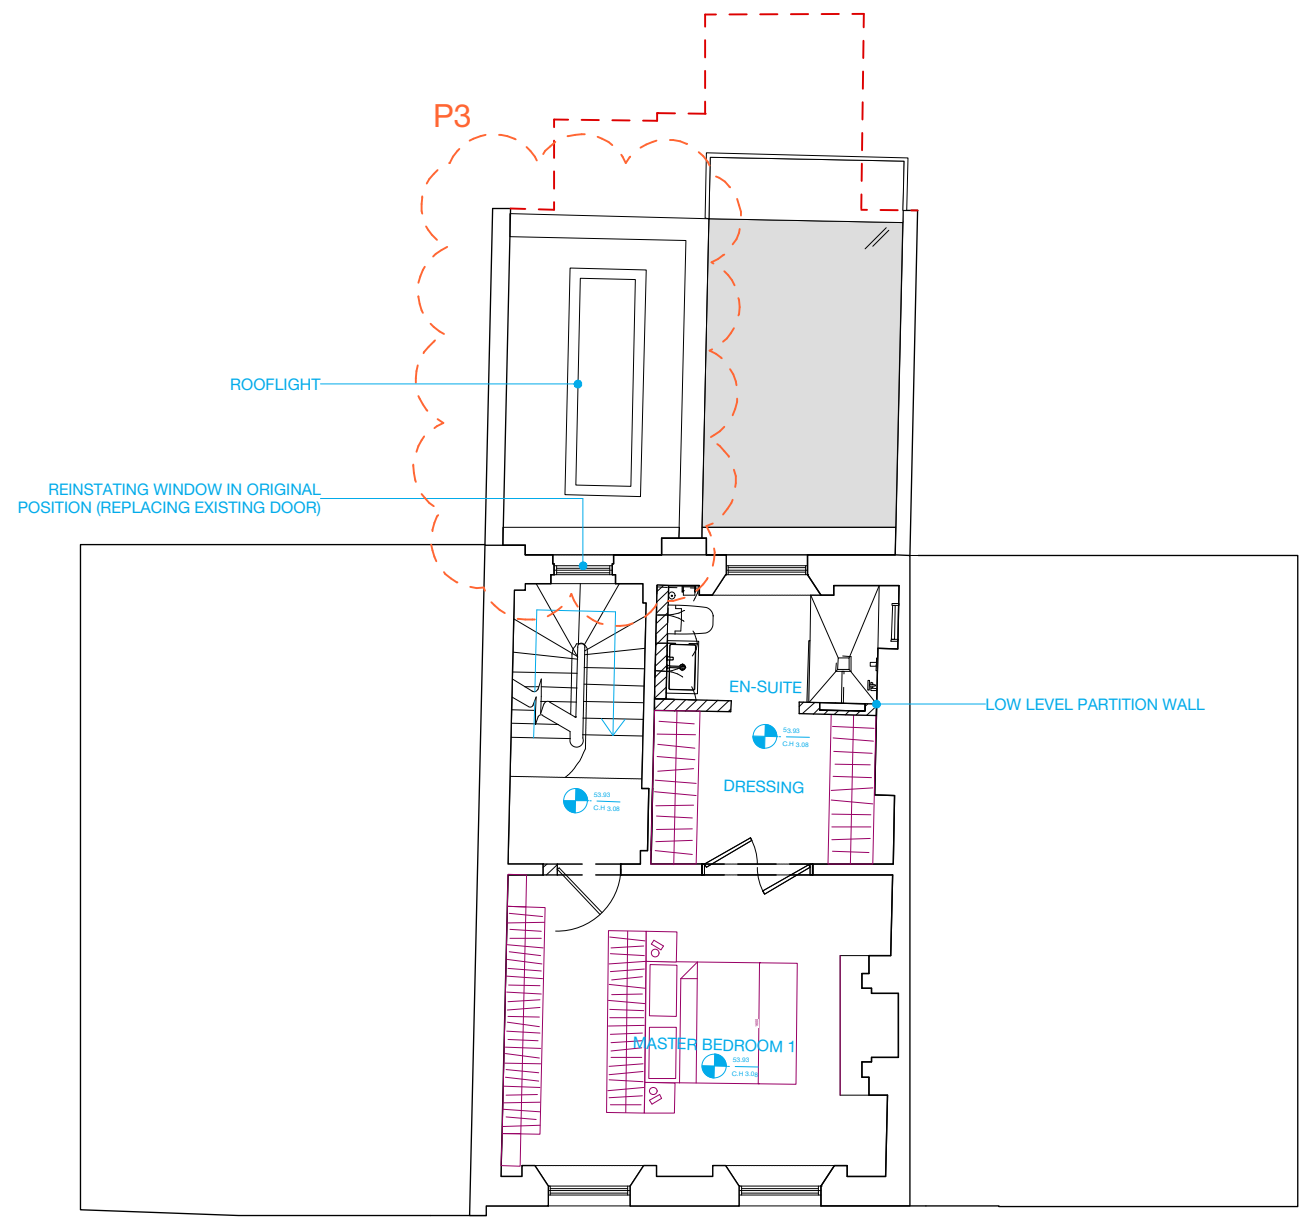 P3
ROOFLIGHT
REINSTATING WINDOW IN ORIGINAL
POSITION (REPLACING EXISTING DOOR)
EN-SUITE
LOW LEVEL PARTITION WALL
53.93
C.H 3.08
DRESSING
53.93
C.H 3.08
MASTER BEDROOM 1
53.93
C.H 3.08